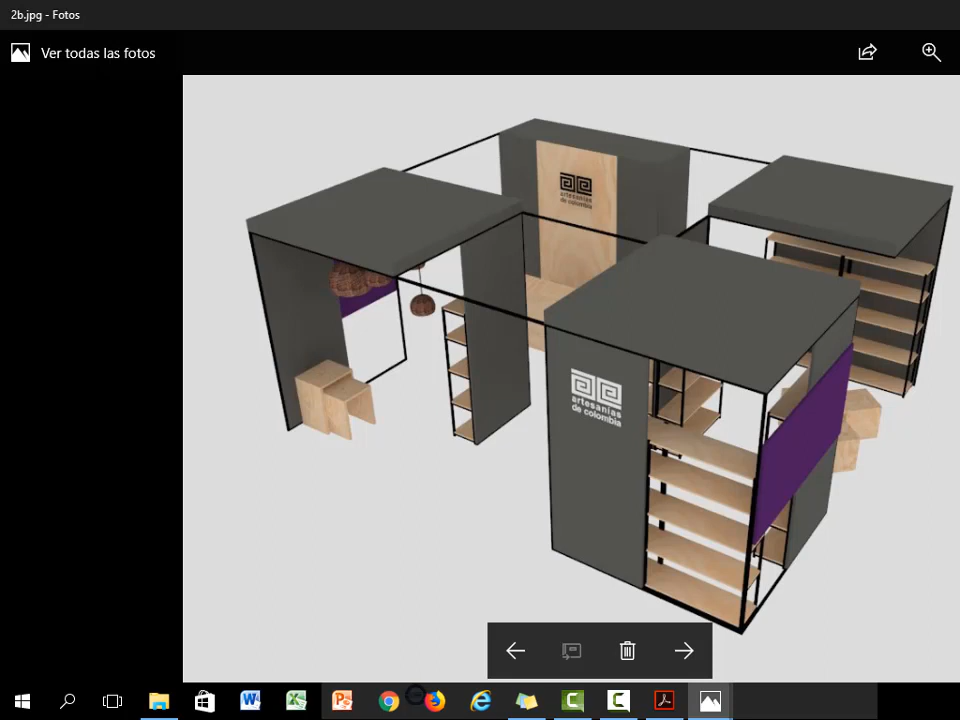 2b.jpg - Fotos
Ver todas las fotos
artesanías
de colombia
artesanías
de colombia